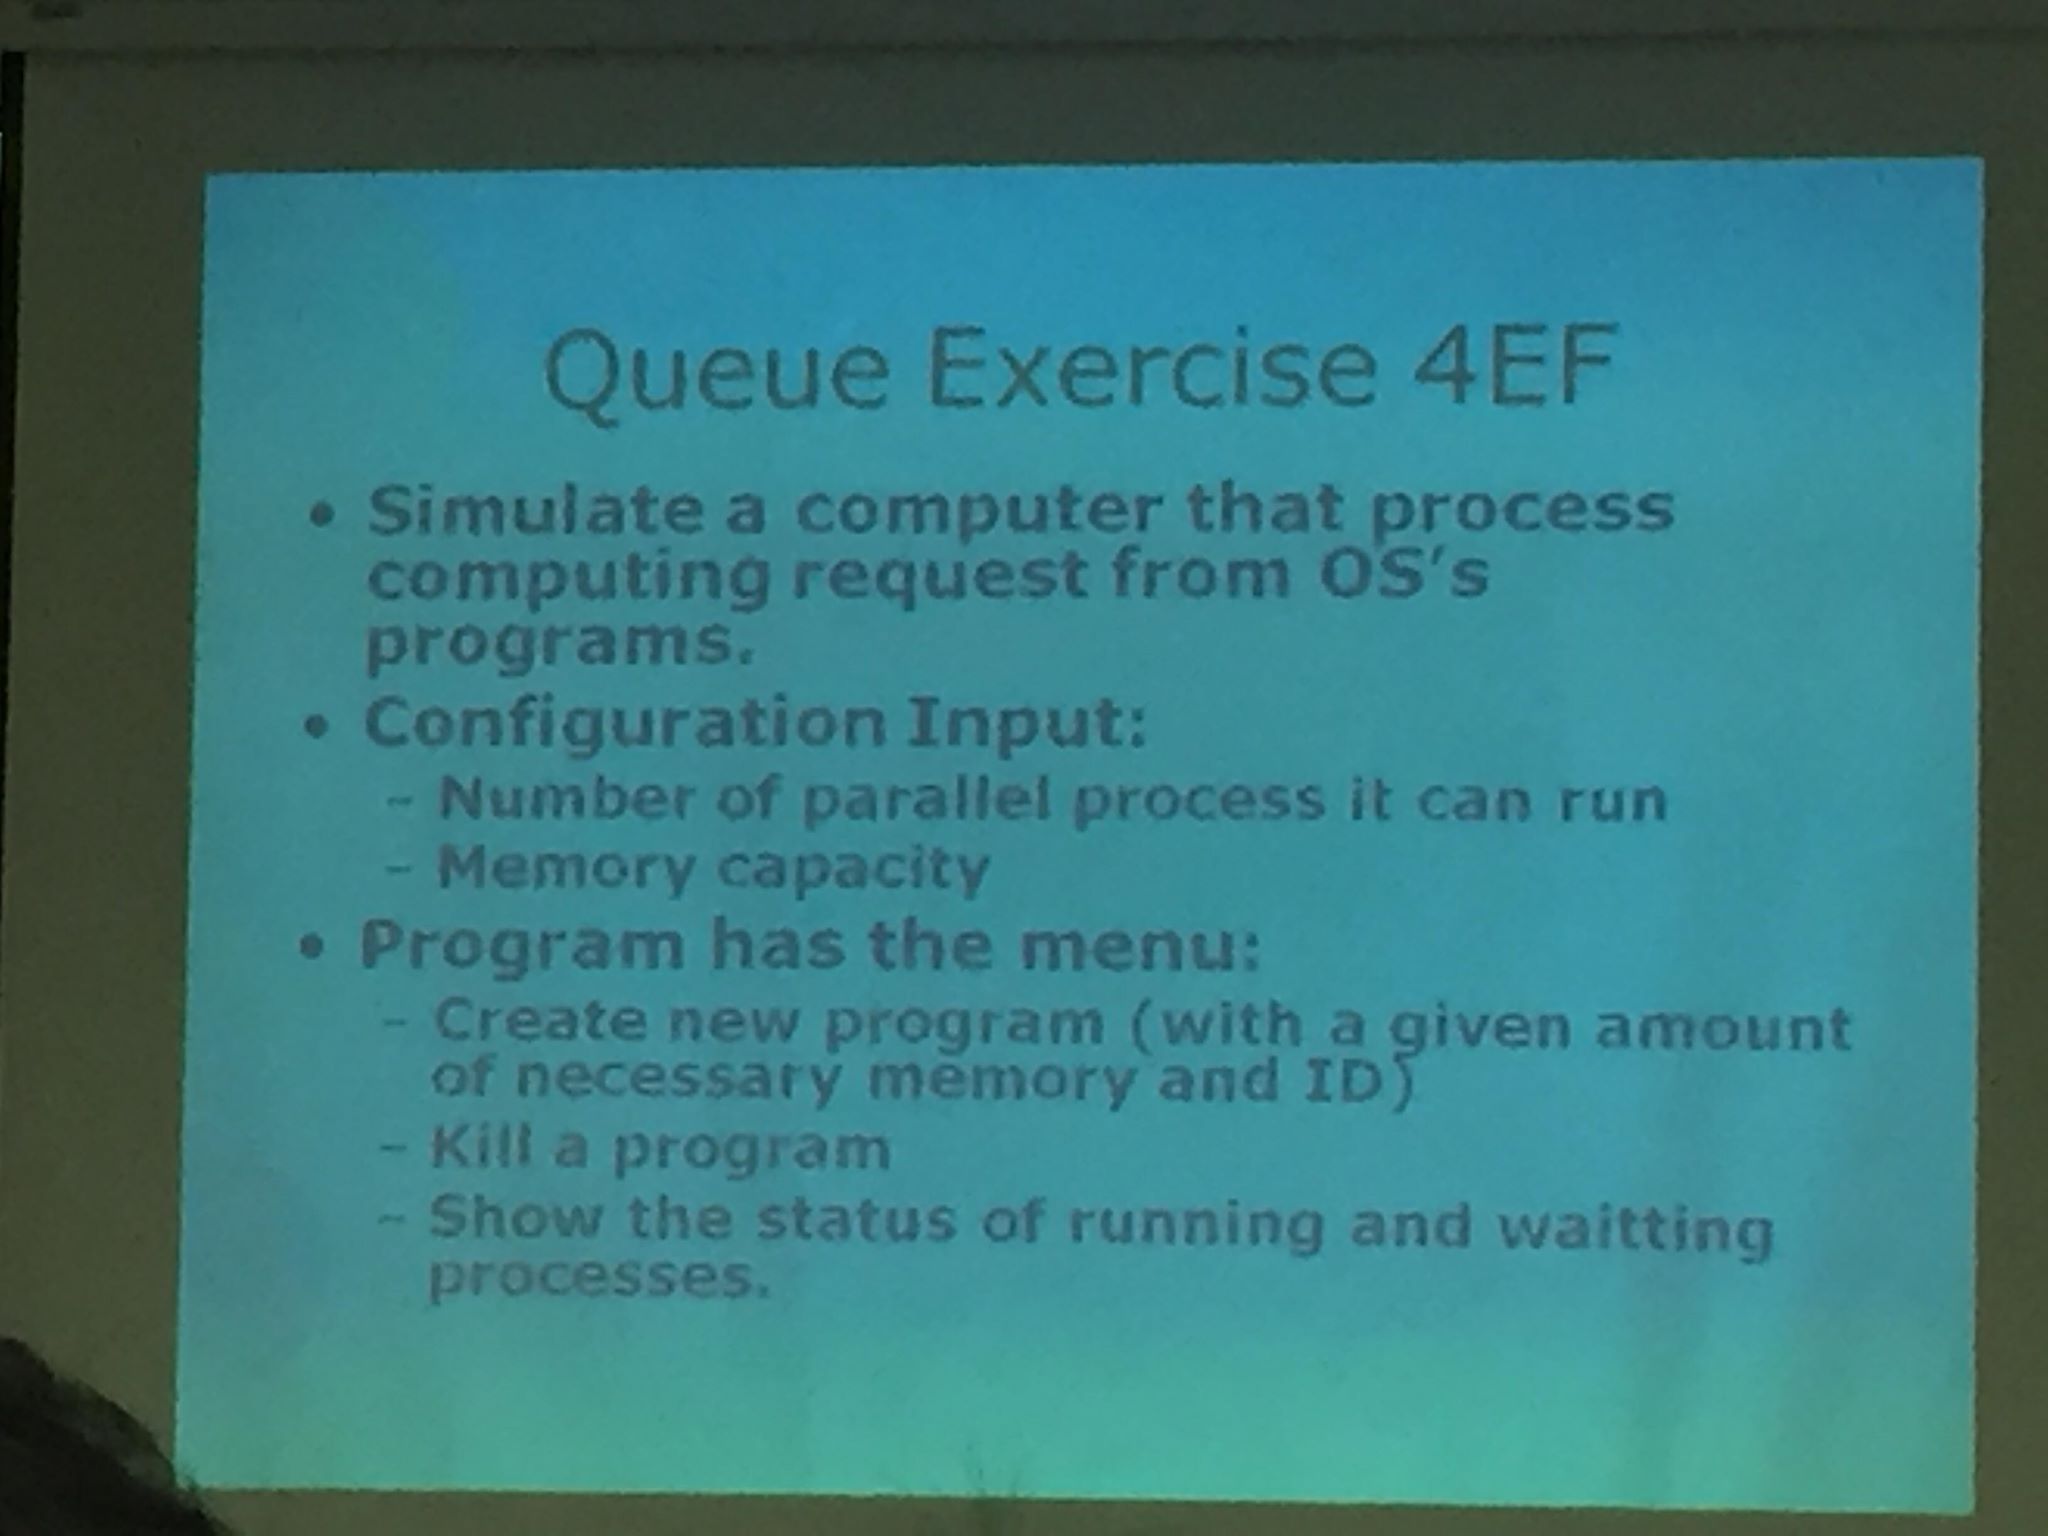 Queue Exercise 4EF
• Simulate a computer that process
computing request from OS's
programs.
• Configuration Input:
– Number of parallel process it can run
– Memory capacity
• Program has the menu:
– Create new program (with a given amount
of necessary memory and ID)
– Kill a program
– Show the status of running and waitting
processes.